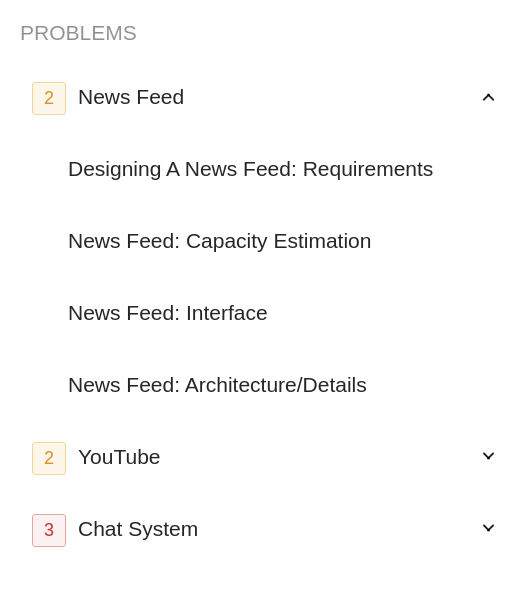 PROBLEMS
2 News Feed
Designing A News Feed: Requirements
News Feed: Capacity Estimation
News Feed: Interface
News Feed: Architecture/Details
2 YouTube
3 Chat System